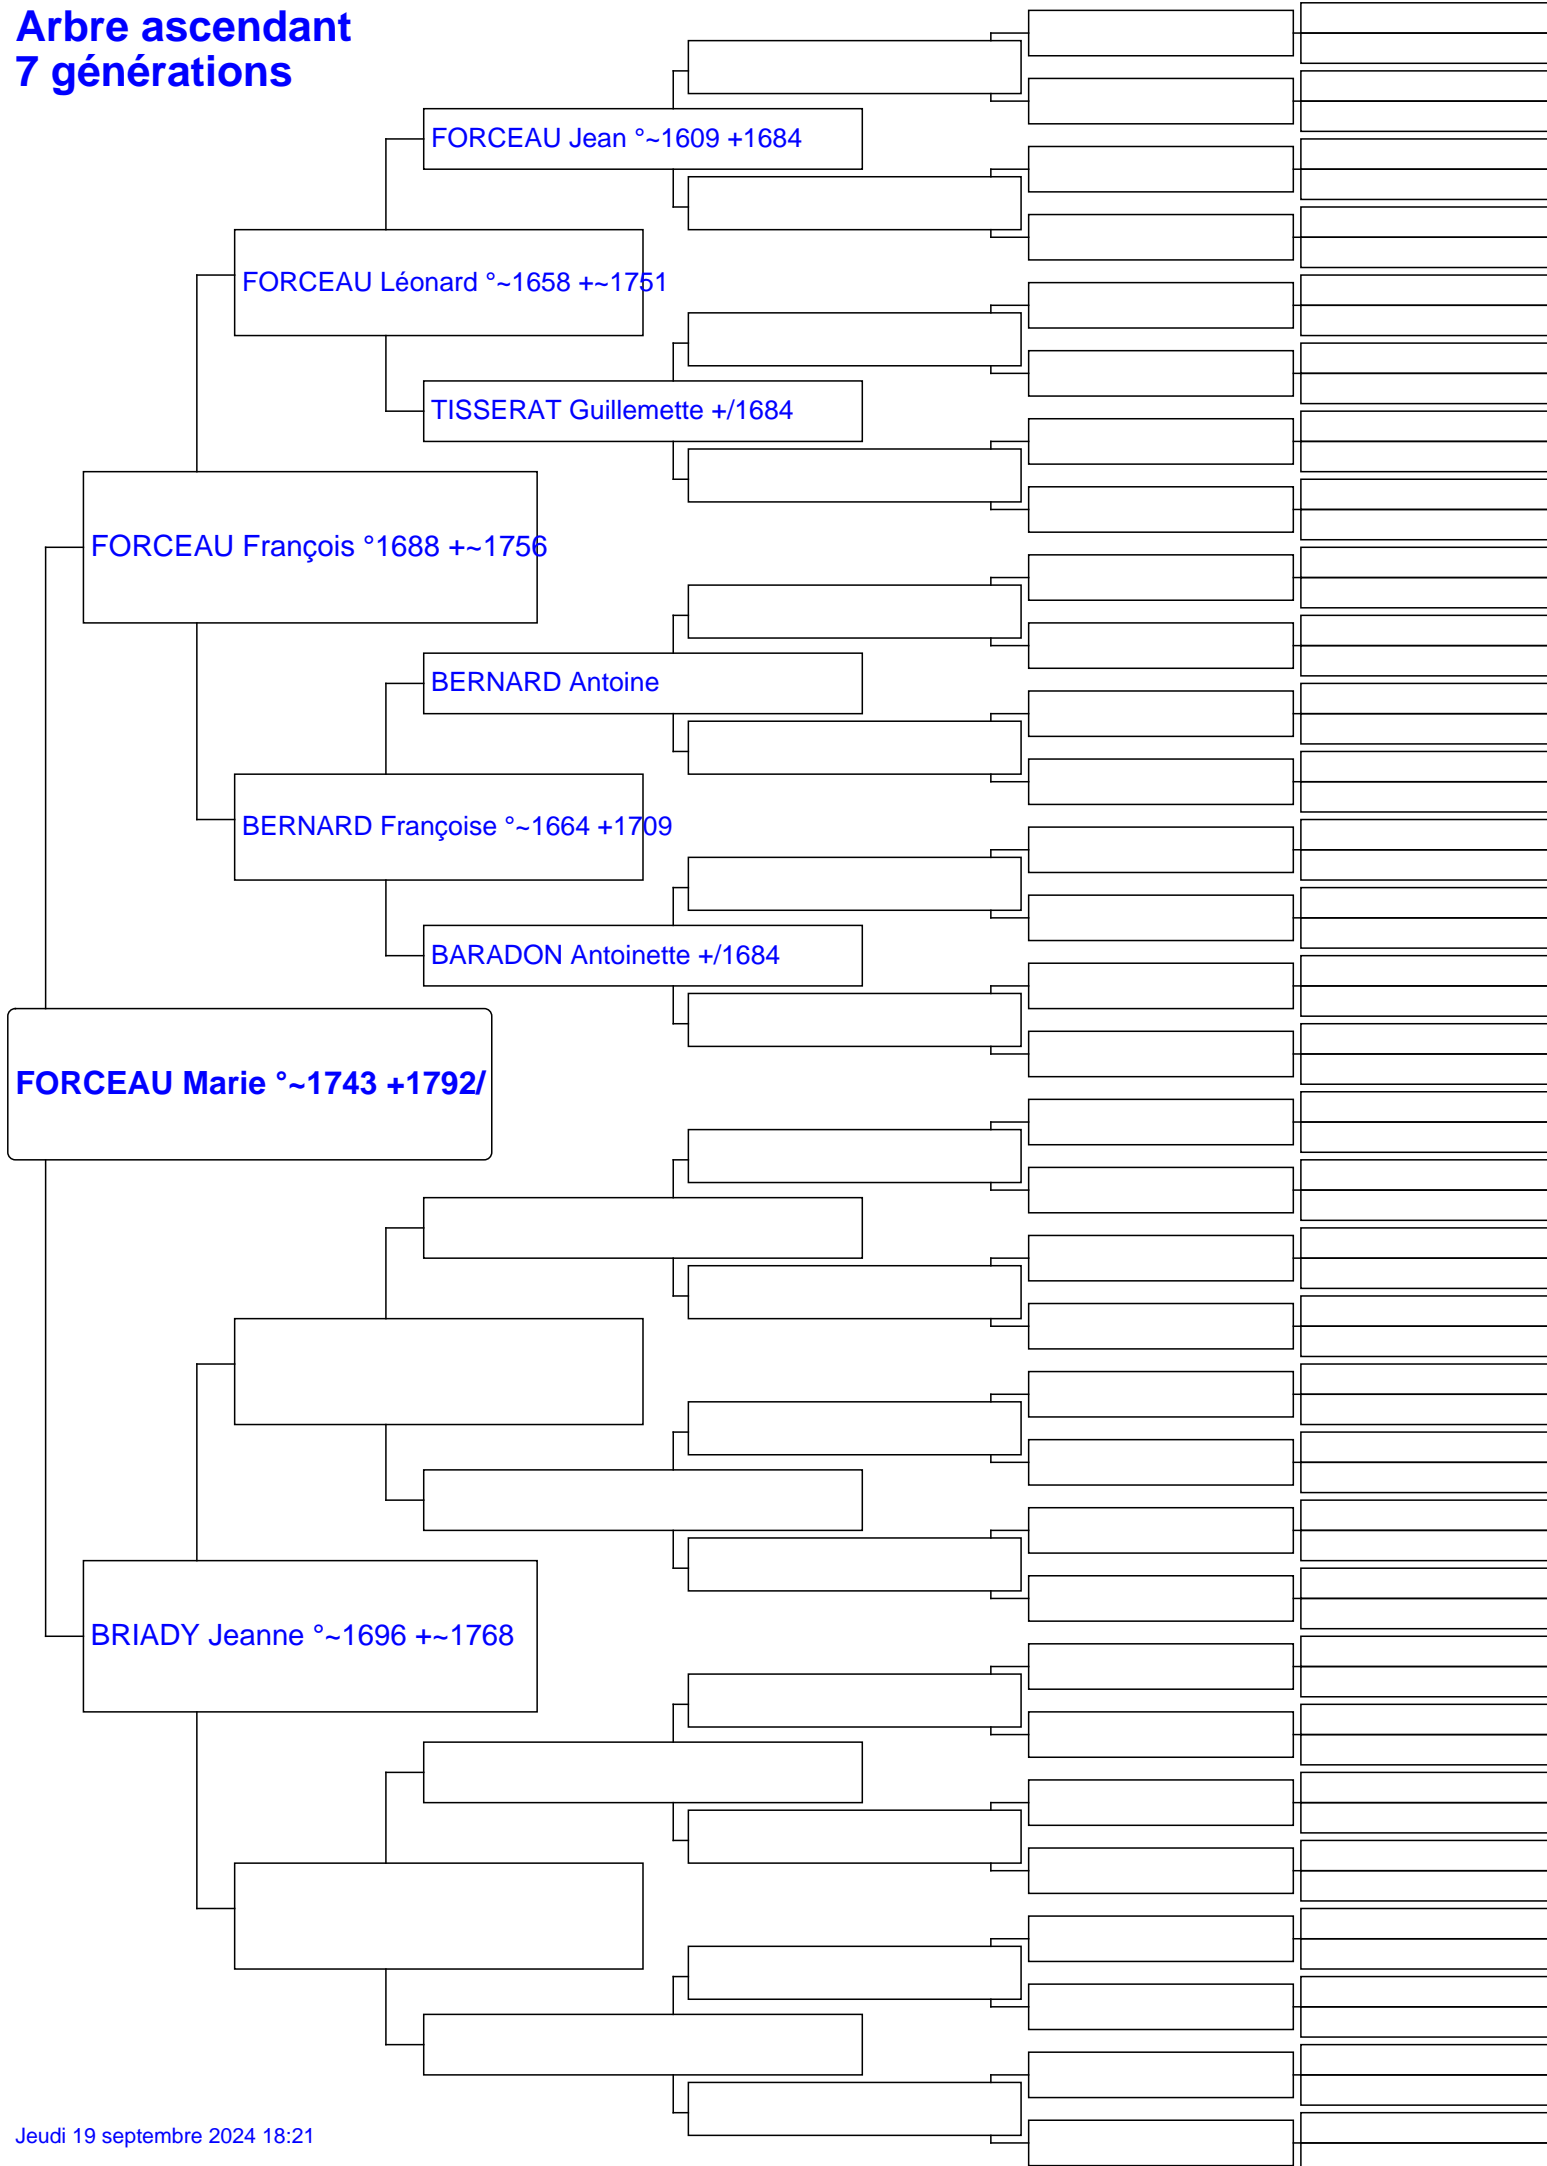 Arbre ascendant
7 générations
FORCEAU Jean °~1609 +1684
FORCEAU Léonard °~1658 +~1751
TISSERAT Guillemette +/1684
FORCEAU François °1688 +~1756
BERNARD Antoine
BERNARD Françoise °~1664 +1709
BARADON Antoinette +/1684
FORCEAU Marie °~1743 +1792/
BRIADY Jeanne °~1696 +~1768
Jeudi 19 septembre 2024 18:21